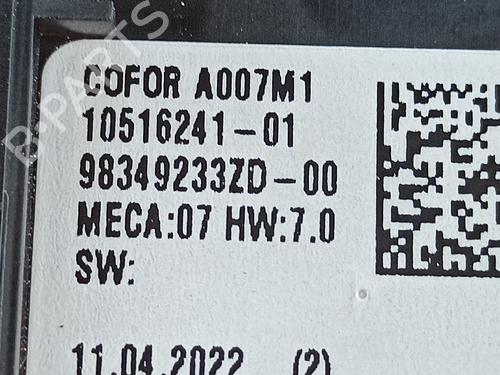 COFOR A007M1
10516241-01
98349233ZD-00
MECA:07 HW:7.0
SW:
11.04.2022 (2)
B-PARTS